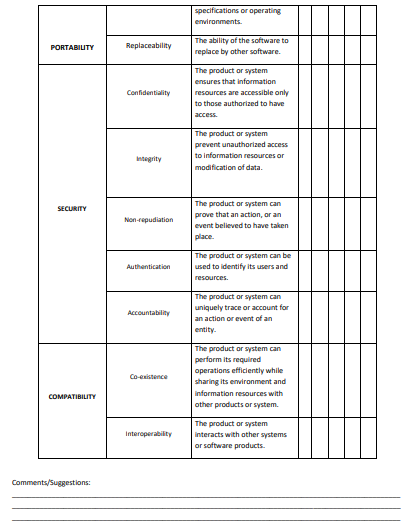 specifications or operating
environments.
PORTABILITY
Replaceability
The ability of the software to
replace by other software.
SECURITY
Confidentiality
The product or system
ensures that information
resources are accessible only
to those authorized to have
access.
Integrity
The product or system
prevent unauthorized access
to information resources or
modification of data.
Non-repudiation
The product or system can
prove that an action, or an
event believed to have taken
place.
Authentication
The product or system can be
used to identify its users and
resources.
Accountability
The product or system can
uniquely trace or account for
an action or event of an
entity.
COMPATIBILITY
Co-existence
The product or system can
perform its required
operations efficiently while
sharing its environment and
information resources with
other products or system.
Interoperability
The product or system
interacts with other systems
or software products.
Comments/Suggestions: